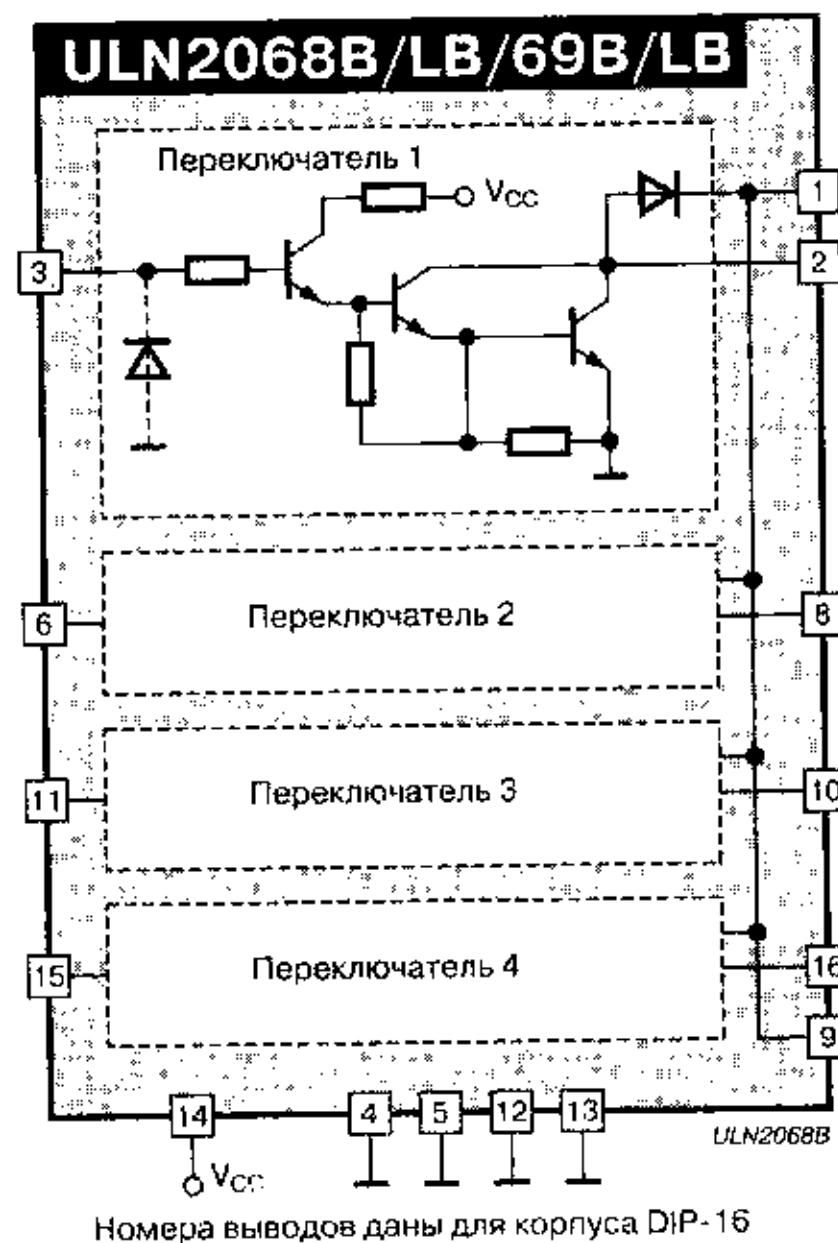 ULN2068B/LB/69B/LB
Переключатель 1
VCC
1
2
3
Переключатель 2
6
8
Переключатель 3
11
10
Переключатель 4
15
16
9
14
4
5
12
13
ULN2068B
VCC
Номера выводов даны для корпуса DIP-16